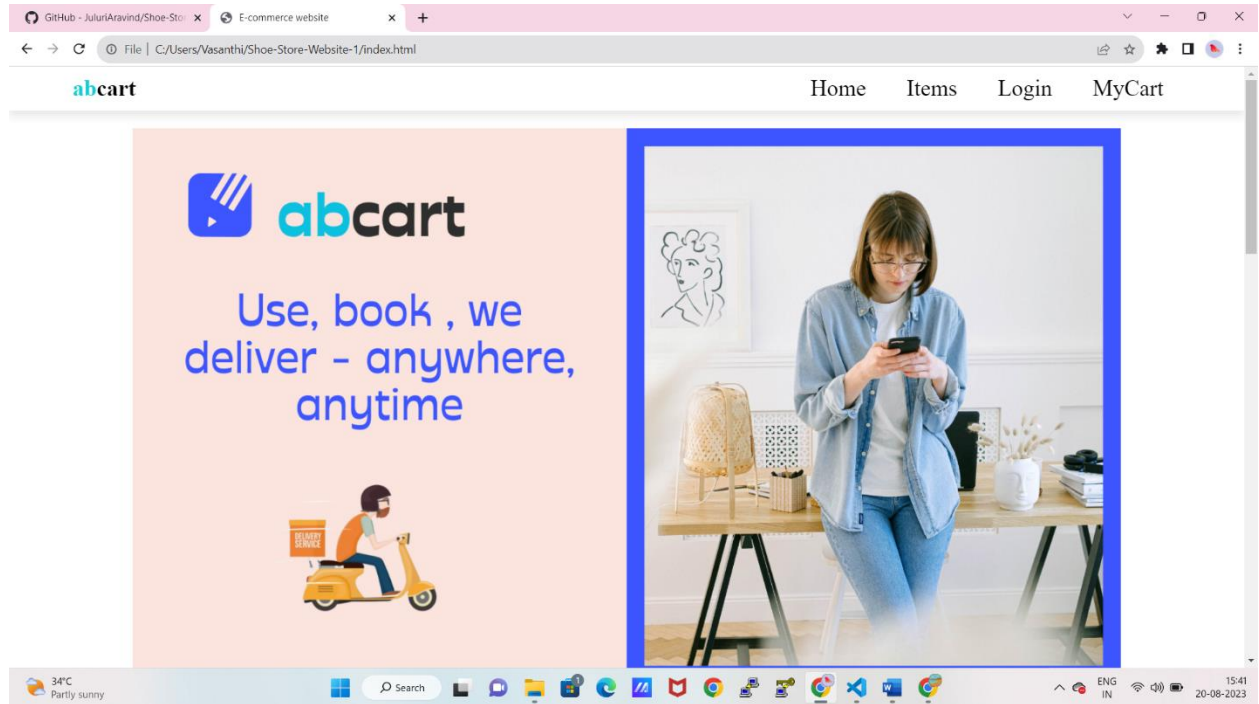 GitHub - JuluriAravind/Shoe-Stor
E-commerce website
File | C:/Users/Vasanthi/Shoe-Store-Website-1/index.html
abcart
Home Items Login MyCart
abcart
Use, book , we
deliver - anywhere,
anytime
DELIVERY
SERVICE
34°C
Partly sunny
Search
1
W
ENG
IN
15:41
20-08-2023